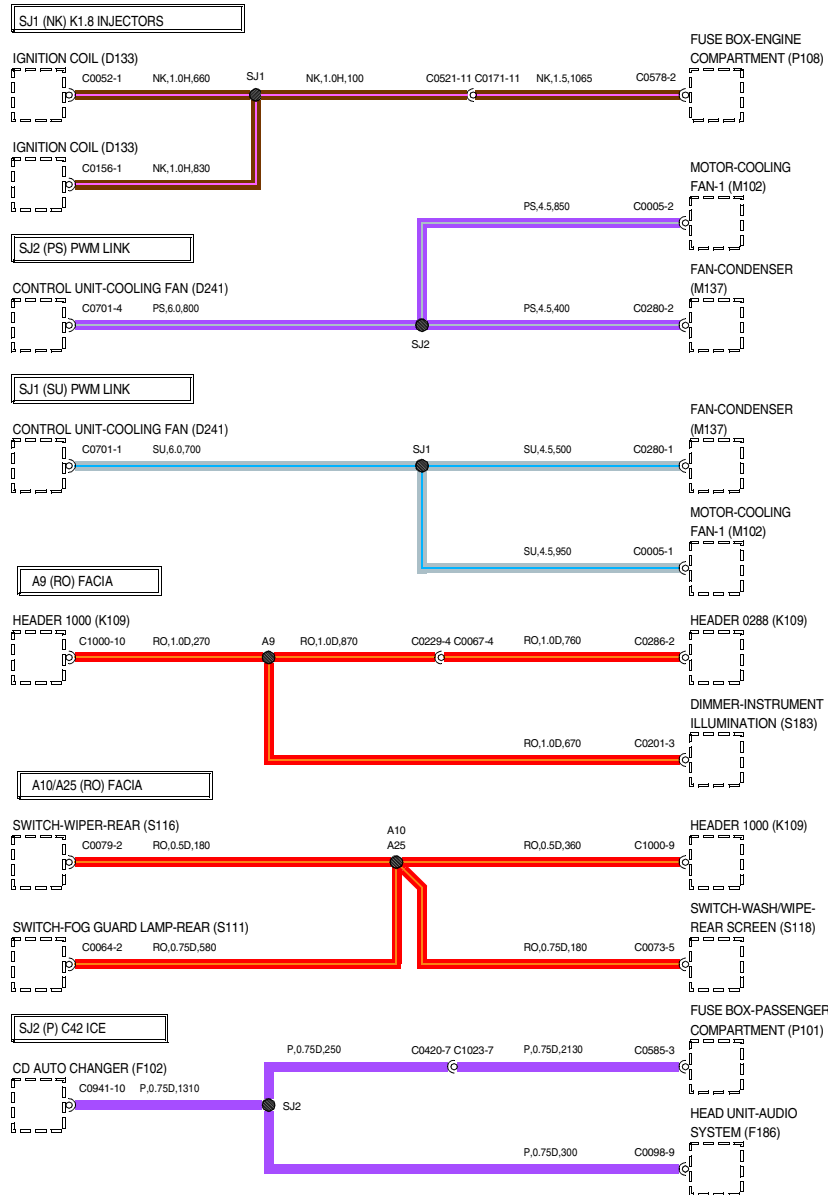 SJ1 (NK) K1.8 INJECTORS
IGNITION COIL (D133)
FUSE BOX-ENGINE
COMPARTMENT (P108)
C0052-1 NK,1.0H,660 SJ1 NK,1.0H,100 C0521-11 C0171-11 NK,1.5,1065 C0578-2
IGNITION COIL (D133)
C0156-1 NK,1.0H,830
MOTOR-COOLING
FAN-1 (M102)
PS,4.5,850 C0005-2
SJ2 (PS) PWM LINK
CONTROL UNIT-COOLING FAN (D241)
FAN-CONDENSER
(M137)
C0701-4 PS,6.0,800 PS,4.5,400 C0280-2
SJ2
SJ1 (SU) PWM LINK
CONTROL UNIT-COOLING FAN (D241)
FAN-CONDENSER
(M137)
C0701-1 SU,6.0,700 SJ1 SU,4.5,500 C0280-1
MOTOR-COOLING
FAN-1 (M102)
SU,4.5,950 C0005-1
A9 (RO) FACIA
HEADER 1000 (K109)
HEADER 0288 (K109)
C1000-10 RO,1.0D,270 A9 RO,1.0D,870 C0229-4 C0067-4 RO,1.0D,760 C0286-2
DIMMER-INSTRUMENT
ILLUMINATION (S183)
RO,1.0D,670 C0201-3
A10/A25 (RO) FACIA
SWITCH-WIPER-REAR (S116)
HEADER 1000 (K109)
A10
C0079-2 RO,0.5D,180 A25 RO,0.5D,360 C1000-9
SWITCH-FOG GUARD LAMP-REAR (S111)
SWITCH-WASH/WIPE-
REAR SCREEN (S118)
C0064-2 RO,0.75D,580 RO,0.75D,180 C0073-5
SJ2 (P) C42 ICE
FUSE BOX-PASSENGER
COMPARTMENT (P101)
P,0.75D,250 C0420-7 C1023-7 P,0.75D,2130 C0585-3
CD AUTO CHANGER (F102)
C0941-10 P,0.75D,1310 SJ2
HEAD UNIT-AUDIO
SYSTEM (F186)
P,0.75D,300 C0098-9